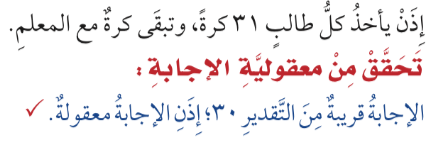 إِذَنْ يأخذُ كلُّ طالبٍ ٣١ كرةً، وتبقَى كرةٌ مع المعلمِ.
تَحَقَّقْ مِنْ معقوليَّةِ الإجابةِ :
الإجابةُ قريبةٌ مِنَ التَّقديرِ ٣٠؛ إِذَنِ الإجابةُ معقولةٌ. ✓